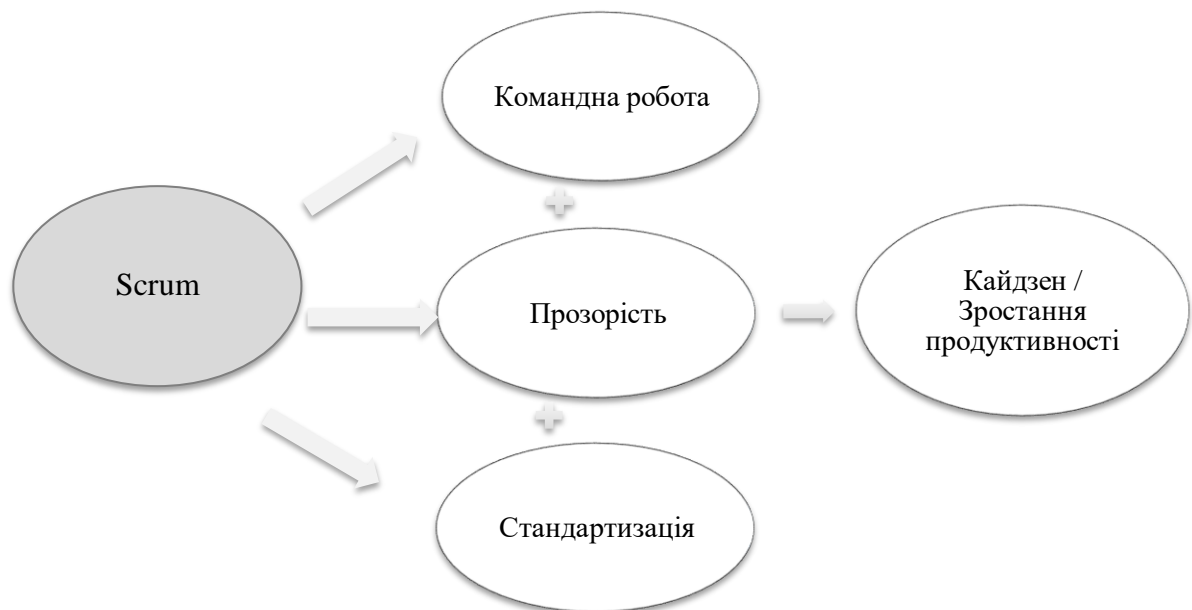 Командна робота
Scrum
Прозорість
Кайдзен /
Зростання
продуктивності
Стандартизація